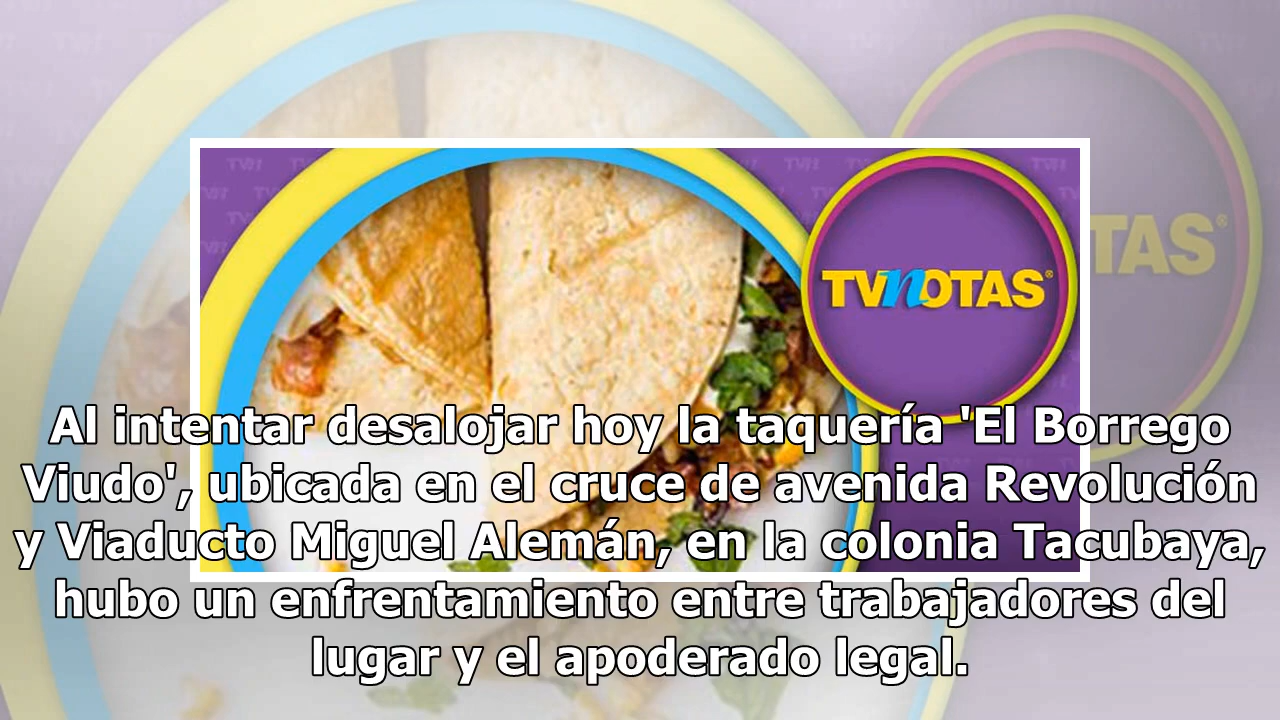 TVnOTAS®
TAS®
Al intentar desalojar hoy la taquería 'El Borrego
Viudo', ubicada en el cruce de avenida Revolución
y Viaducto Miguel Alemán, en la colonia Tacubaya,
hubo un enfrentamiento entre trabajadores del
lugar y el apoderado legal.